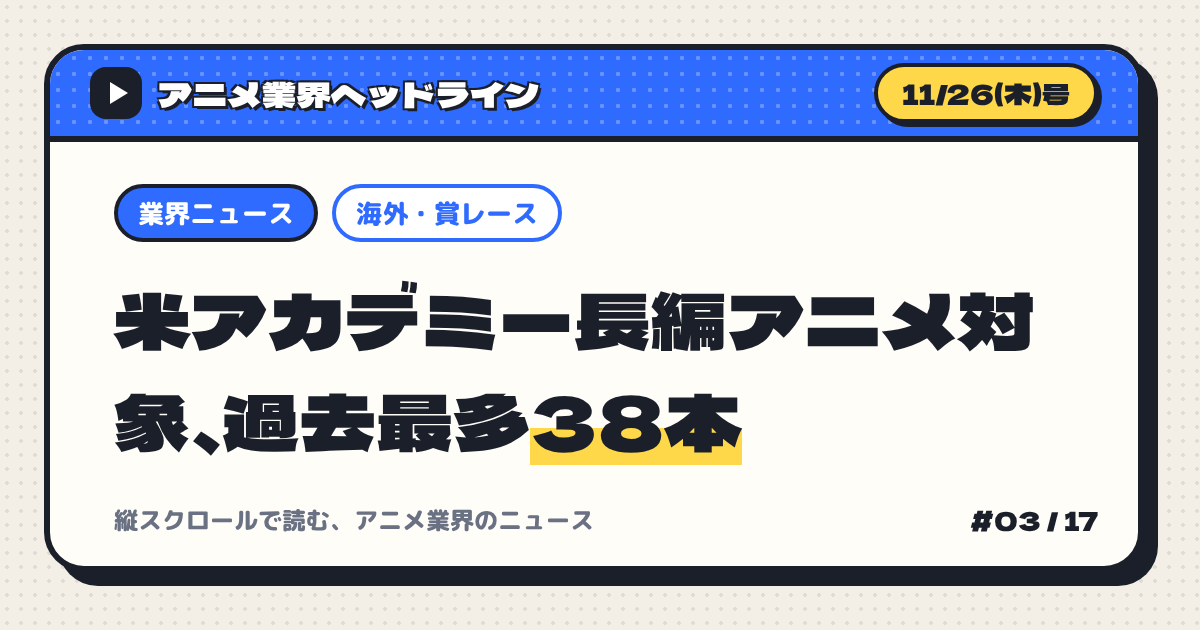 アニメ業界ヘッドライン
11/26(木)号
業界ニュース
海外・賞レース
米アカデミー長編アニメ対
象、過去最多38本
縦スクロールで読む、アニメ業界のニュース
#03 / 17